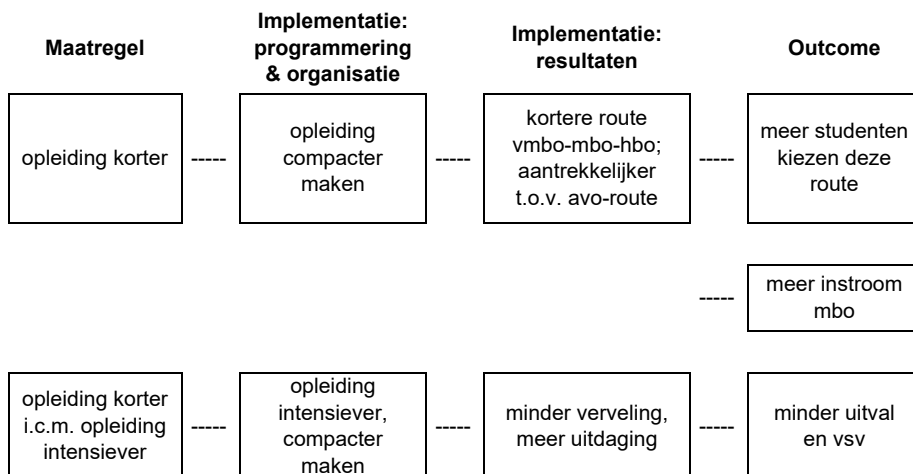 Maatregel
Implementatie:
programmering
& organisatie
Implementatie:
resultaten
Outcome
opleiding korter
-----
opleiding
compacter
maken
-----
kortere route
vmbo-mbo-hbo;
aantrekkelijker
t.o.v. avo-route
-----
meer studenten
kiezen deze
route
-----
meer instroom
mbo
opleiding korter
i.c.m. opleiding
intensiever
-----
opleiding
intensiever,
compacter
maken
-----
minder verveling,
meer uitdaging
-----
minder uitval
en vsv